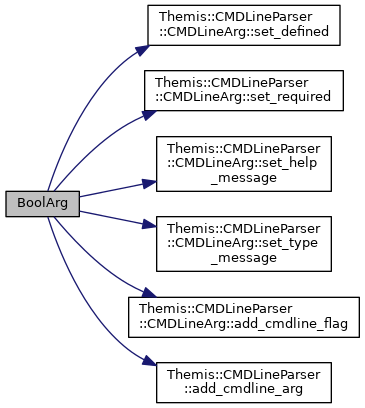 Themis::CMDLineParser
::CMDLineArg::set_defined
Themis::CMDLineParser
::CMDLineArg::set_required
Themis::CMDLineParser
::CMDLineArg::set_help
_message
BoolArg
Themis::CMDLineParser
::CMDLineArg::set_type
_message
Themis::CMDLineParser
::CMDLineArg::add_cmdline_flag
Themis::CMDLineParser
::add_cmdline_arg